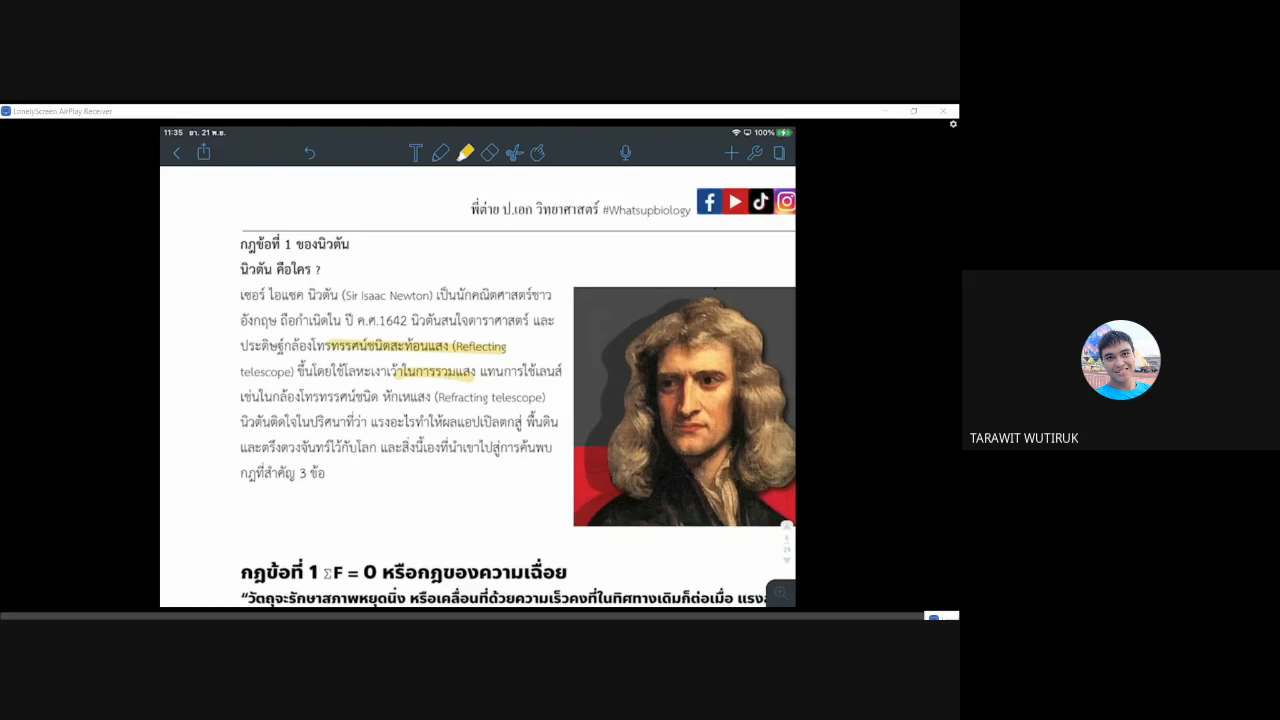 LonelyScreen AirPlay Receiver
11:35 อา. 21 พ.ย.
100%
พี่ต่าย ป.เอก วิทยาศาสตร์ #Whatsupbiology
กฎข้อที่ 1 ของนิวตัน
นิวตัน คือใคร ?
เซอร์ ไอแซค นิวตัน (Sir Isaac Newton) เป็นนักคณิตศาสตร์ชาว
อังกฤษ ถือกำเนิดใน ปี ค.ศ.1642 นิวตันสนใจดาราศาสตร์ และ
ประดิษฐ์กล้องโทรทรรศน์ชนิดสะท้อนแสง (Reflecting
telescope) ขึ้นโดยใช้โลหะเงาเว้าในการรวมแสง แทนการใช้เลนส์
เช่นในกล้องโทรทรรศน์ชนิด หักเหแสง (Refracting telescope)
นิวตันติดใจในปริศนาที่ว่า แรงอะไรทำให้ผลแอปเปิลตกสู่ พื้นดิน
และตรึงดวงจันทร์ไว้กับโลก และสิ่งนี้เองที่นำเขาไปสู่การค้นพบ
กฎที่สำคัญ 3 ข้อ
TARAWIT WUTIRUK
กฎข้อที่ 1 ΣF = 0 หรือกฎของความเฉื่อย
“วัตถุจะรักษาสภาพหยุดนิ่ง หรือเคลื่อนที่ด้วยความเร็วคงที่ในทิศทางเดิมก็ต่อเมื่อ